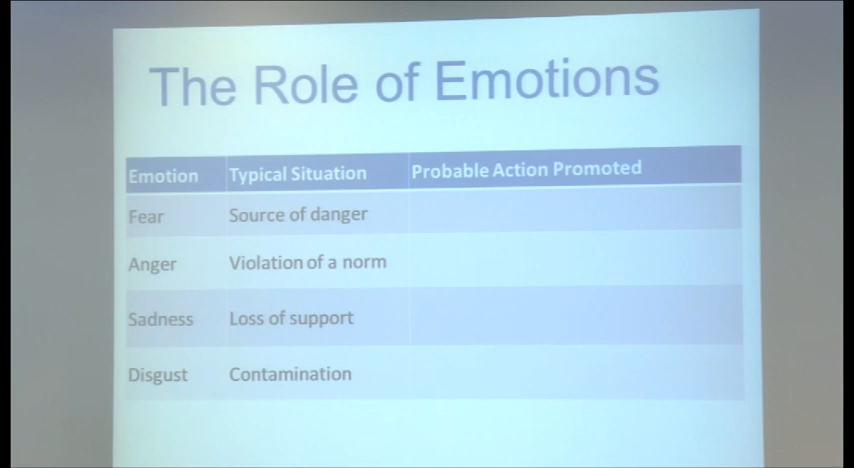 The Role of Emotions
Emotion Typical Situation Probable Action Promoted
Fear Source of danger
Anger Violation of a norm
Sadness Loss of support
Disgust Contamination